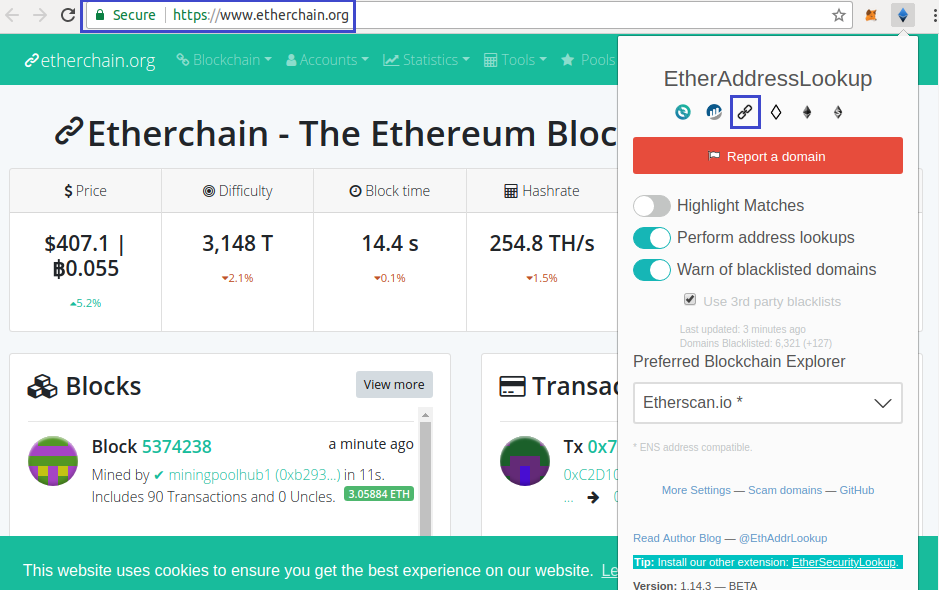 Secure https://www.etherchain.org
etherchain.org Blockchain Accounts Statistics Tools Pools
Etherchain - The Ethereum Bloc
$ Price Difficulty Block time Hashrate
$407.1 | ฿0.055
5.2%
3,148 T
2.1%
14.4 s
0.1%
254.8 TH/s
1.5%
Blocks View more
Block 5374238 a minute ago
Mined by ✔ miningpoolhub1 (0xb293...) in 11s.
Includes 90 Transactions and 0 Uncles. 3.05884 ETH
Transac
Tx 0x7
0xC2D10
...
This website uses cookies to ensure you get the best experience on our website. Le
EtherAddressLookup
Report a domain
Highlight Matches
Perform address lookups
Warn of blacklisted domains
Use 3rd party blacklists
Last updated: 3 minutes ago
Domains Blacklisted: 6,321 (+127)
Preferred Blockchain Explorer
Etherscan.io *
* ENS address compatible.
More Settings — Scam domains — GitHub
Read Author Blog — @EthAddrLookup
Tip: Install our other extension: EtherSecurityLookup.
Version: 1.14.3 — BETA